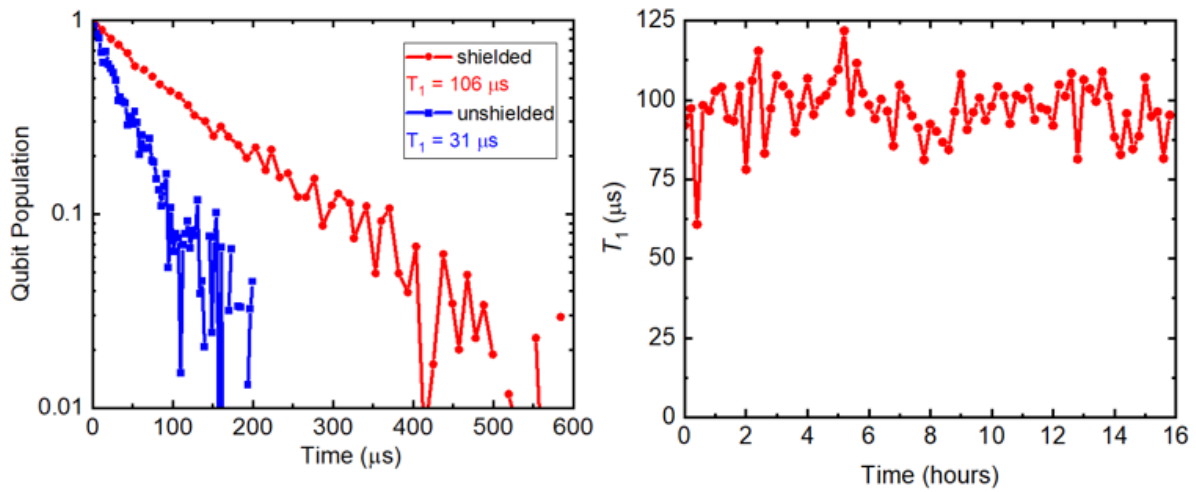 1
0.1
0.01
Qubit Population
0 100 200 300 400 500 600
Time (μs)
shielded
T₁ = 106 μs
unshielded
T₁ = 31 μs
125
100
75
50
25
0
T₁ (μs)
0 2 4 6 8 10 12 14 16
Time (hours)